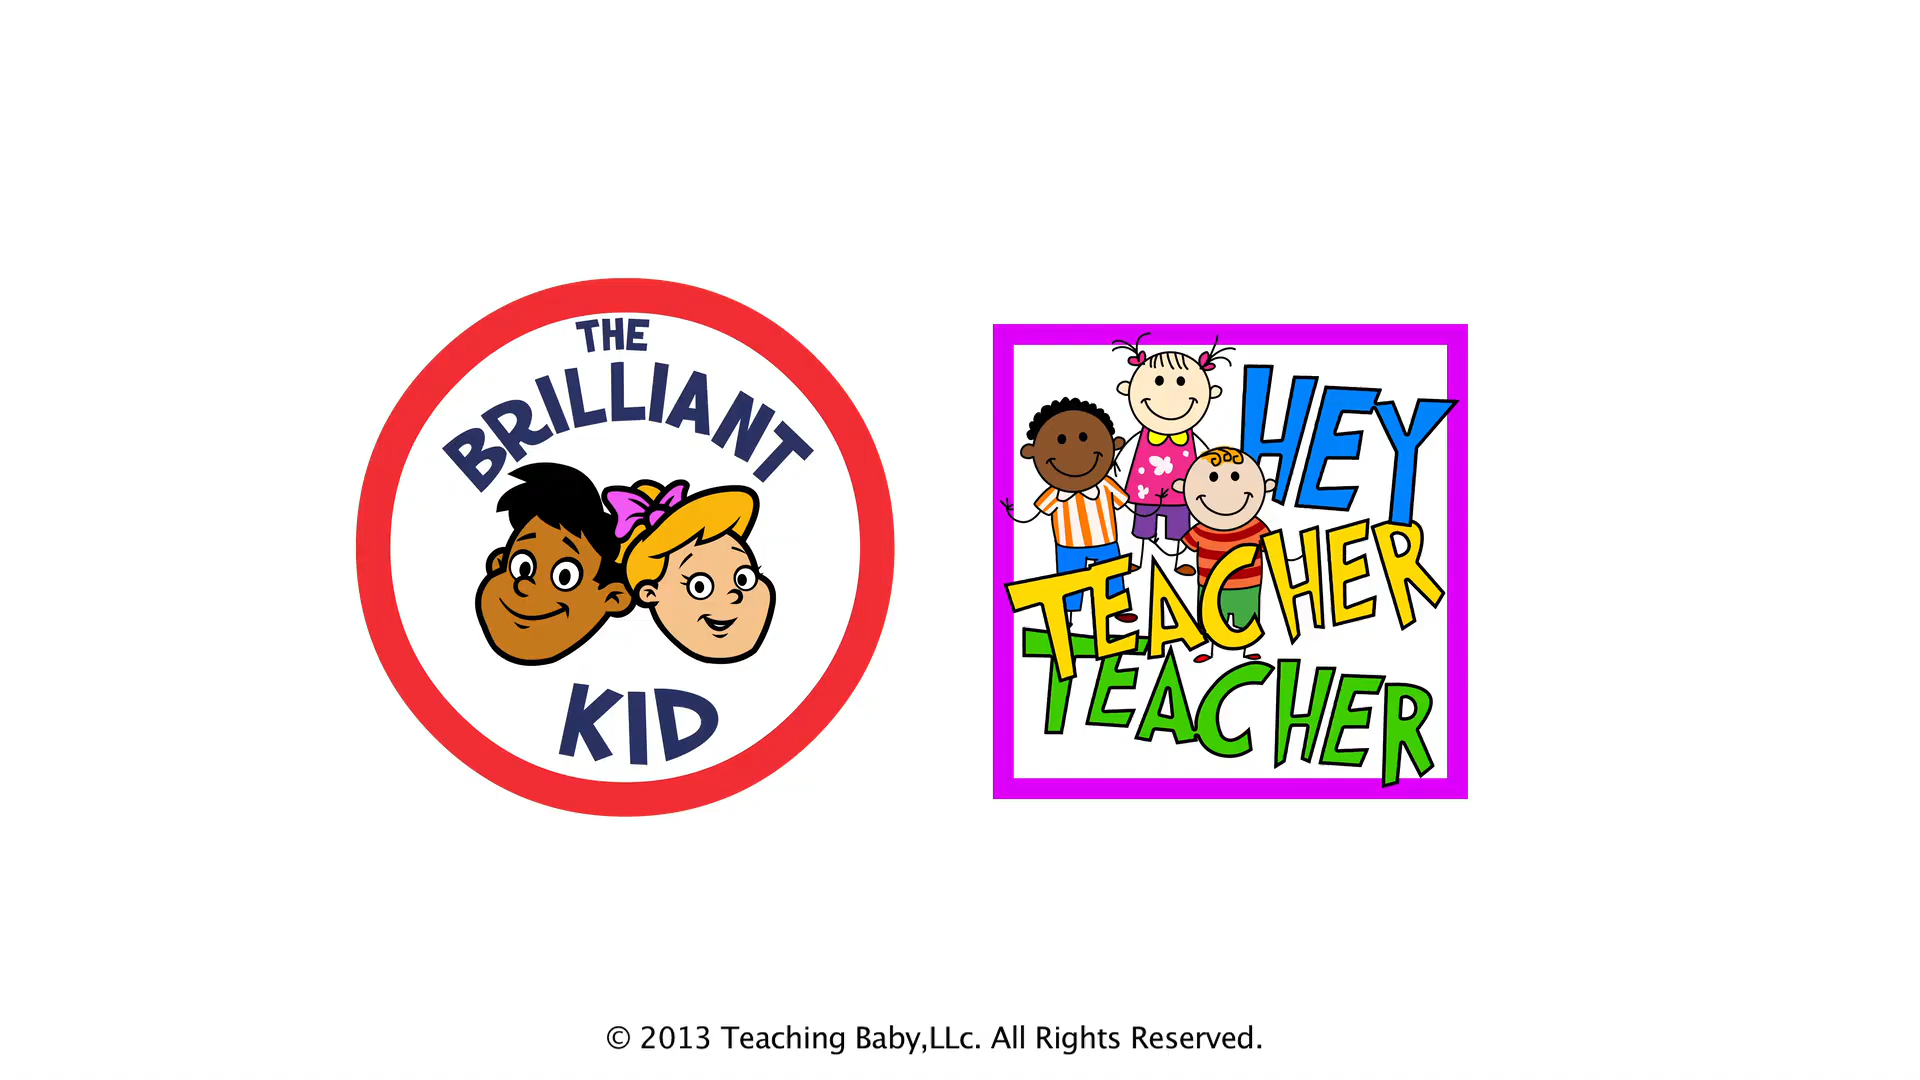 THE
BRILLIANT
KID
HEY
TEACHER
TEACHER
© 2013 Teaching Baby,LLc. All Rights Reserved.